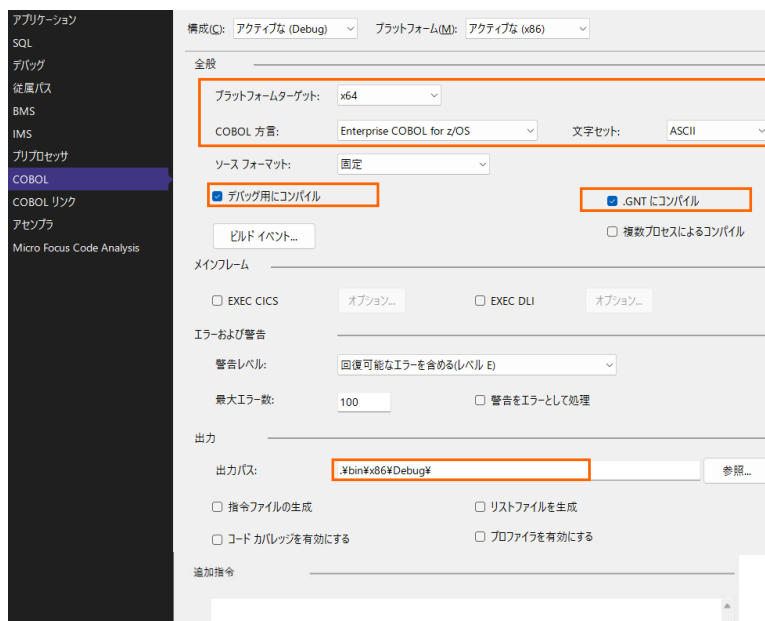 アプリケーション
SQL
デバッグ
従属パス
BMS
IMS
プリプロセッサ
COBOL
COBOL リンク
アセンブラ
Micro Focus Code Analysis
構成(C): アクティブな (Debug) プラットフォーム(M): アクティブな (x86)
全般
プラットフォームターゲット: x64
COBOL 方言: Enterprise COBOL for z/OS 文字セット: ASCII
ソース フォーマット: 固定
デバッグ用にコンパイル .GNT にコンパイル
ビルド イベント... 複数プロセスによるコンパイル
メインフレーム
EXEC CICS オプション... EXEC DLI オプション...
エラーおよび警告
警告レベル: 回復可能なエラーを含める(レベル E)
最大エラー数: 100 警告をエラーとして処理
出力
出力パス: .¥bin¥x86¥Debug¥ 参照...
指令ファイルの生成 リストファイルを生成
コード カバレッジを有効にする プロファイラを有効にする
追加指令